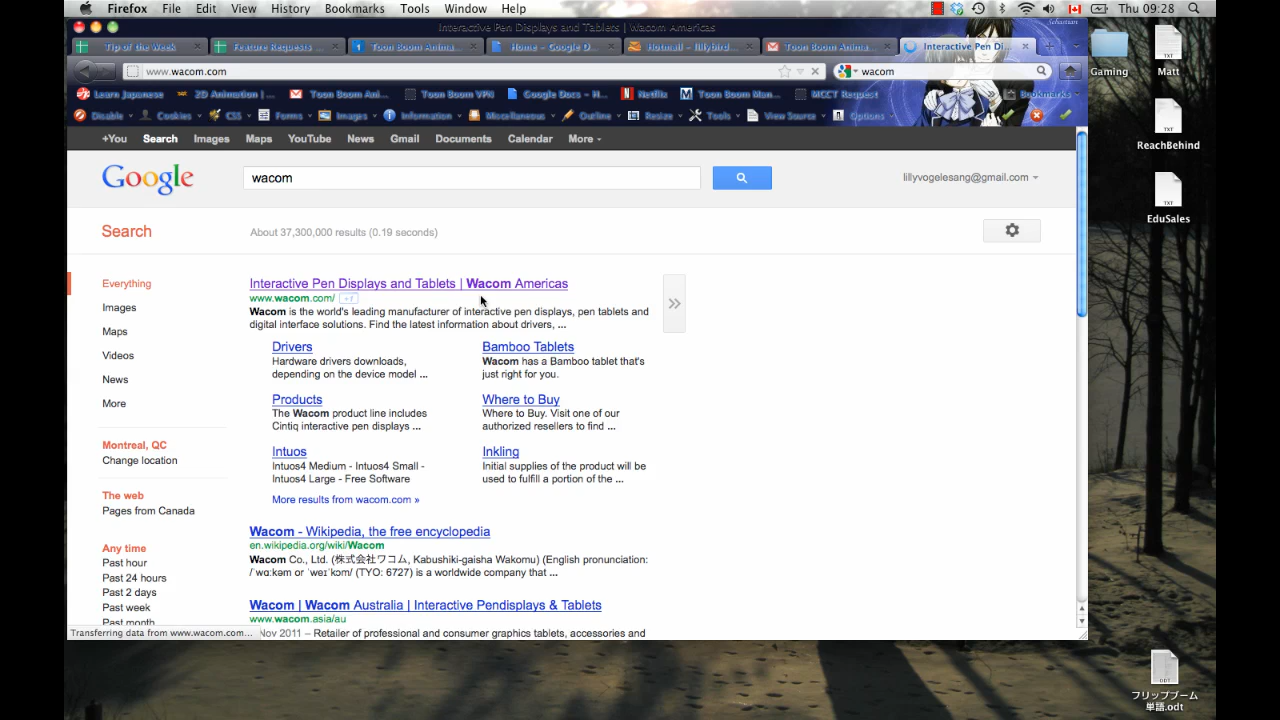 Firefox File Edit View History Bookmarks Tools Window Help Thu 09:28
Interactive Pen Displays and Tablets | Wacom Americas
Tip of the Week Feature Requests ... Toon Boom Anima... Home – Google D... Hotmail – lillybird... Toon Boom Anima... Interactive Pen Di...
www.wacom.com/ wacom
Learn Japanese 2D Animation |... Toon Boom Ani... Toon Boom VPN Google Docs – H... Netflix Toon Boom Man... MCCT Request Bookmarks
Disable Cookies CSS Forms Images Information Miscellaneous Outline Resize Tools View Source Options
+You Search Images Maps YouTube News Gmail Documents Calendar More
Google wacom lillyvogelesang@gmail.com
Search About 37,300,000 results (0.19 seconds)
Everything
Images
Maps
Videos
News
More
Montreal, QC
Change location
The web
Pages from Canada
Any time
Past hour
Past 24 hours
Past 2 days
Past week
Past month
Interactive Pen Displays and Tablets | Wacom Americas
www.wacom.com/ +1
Wacom is the world's leading manufacturer of interactive pen displays, pen tablets and
digital interface solutions. Find the latest information about drivers, ...
Drivers
Hardware drivers downloads,
depending on the device model ...
Bamboo Tablets
Wacom has a Bamboo tablet that's
just right for you.
Products
The Wacom product line includes
Cintiq interactive pen displays ...
Where to Buy
Where to Buy. Visit one of our
authorized resellers to find ...
Intuos
Intuos4 Medium - Intuos4 Small -
Intuos4 Large - Free Software
Inkling
Initial supplies of the product will be
used to fulfill a portion of the ...
More results from wacom.com »
Wacom - Wikipedia, the free encyclopedia
en.wikipedia.org/wiki/Wacom
Wacom Co., Ltd. (株式会社ワコム, Kabushiki-gaisha Wakomu) (English pronunciation:
/ˈwɑːkəm or ˈweɪˈkɒm/ (TYO: 6727) is a worldwide company that ...
Wacom | Wacom Australia | Interactive Pendisplays & Tablets
www.wacom.asia/au
Nov 2011 – Retailer of professional and consumer graphics tablets, accessories and
Transferring data from www.wacom.com...
Gaming
Matt
ReachBehind
EduSales
フリップブーム
単語.odt